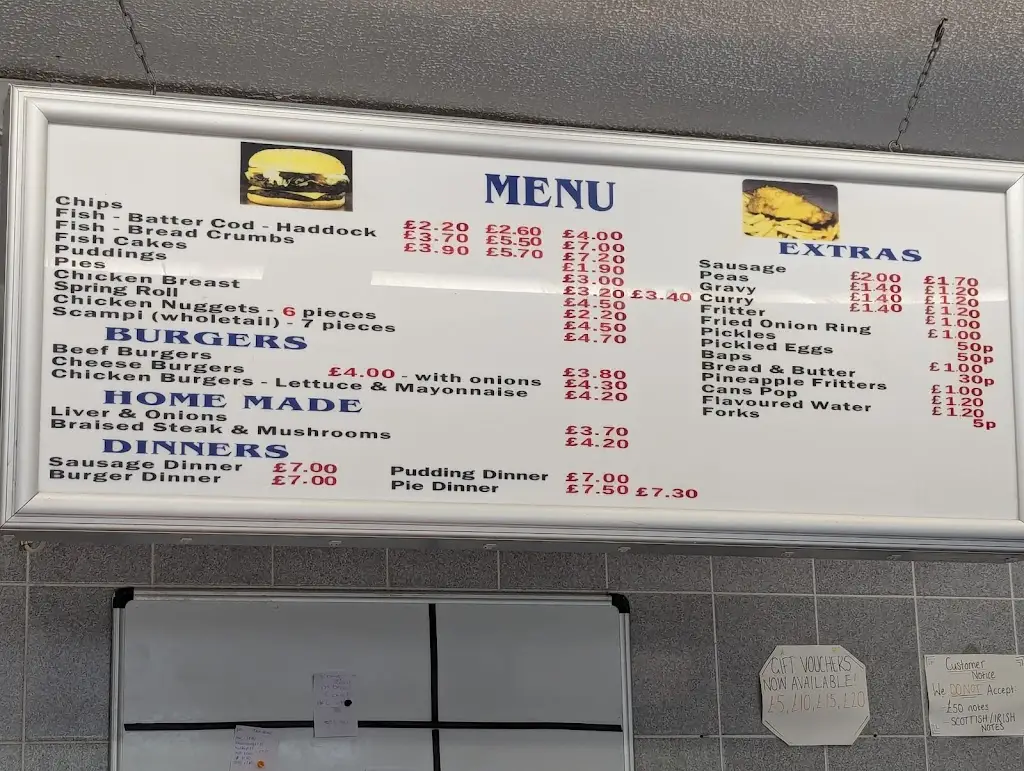 MENU
Chips £2.20 £2.60 £4.00
Fish - Batter Cod - Haddock £3.70 £5.50 £7.00
Fish - Bread Crumbs £3.90 £5.70 £7.20
Fish Cakes £1.90
Puddings £3.00
Pies £3.20 £3.40
Chicken Breast £4.50
Spring Roll £2.20
Chicken Nuggets - 6 pieces £4.50
Scampi (wholetail) - 7 pieces £4.70
BURGERS
Beef Burgers £3.80
Cheese Burgers £4.00 - with onions £4.30
Chicken Burgers - Lettuce & Mayonnaise £4.20
HOME MADE
Liver & Onions £3.70
Braised Steak & Mushrooms £4.20
DINNERS
Sausage Dinner £7.00 Pudding Dinner £7.00
Burger Dinner £7.00 Pie Dinner £7.50 £7.30
EXTRAS
Sausage £2.00 £1.70
Peas £1.40 £1.20
Gravy £1.40 £1.20
Curry £1.40 £1.20
Fritter £1.00
Fried Onion Ring £1.00
Pickles 50p
Pickled Eggs 50p
Baps £1.00
Bread & Butter 30p
Pineapple Fritters £1.00
Cans Pop £1.20
Flavoured Water £1.20
Forks 5p
GIFT VOUCHERS
NOW AVAILABLE!
£5, £10, £15, £20
Customer
Notice
We DO NOT Accept
- £50 notes
- SCOTTISH/IRISH
NOTES